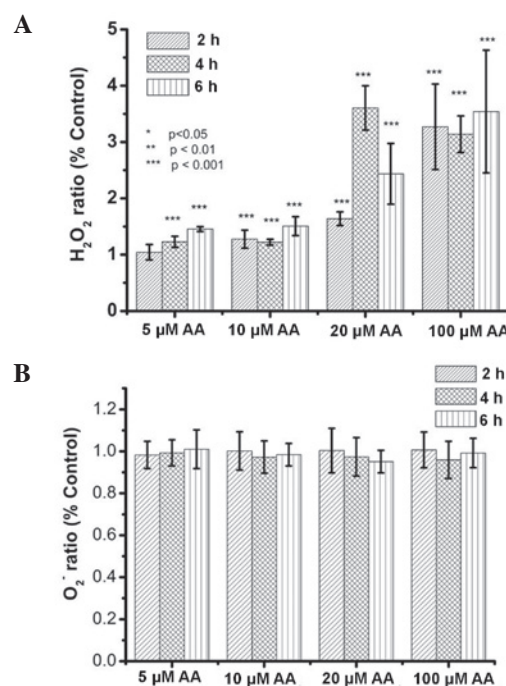 A
H₂O₂ ratio (% Control)
5
4
3
2
1
0
2 h
4 h
6 h
* p<0.05
** p < 0.01
*** p < 0.001
*** *** *** *** *** *** *** *** *** *** ***
5 µM AA 10 µM AA 20 µM AA 100 µM AA
B
O₂⁻ ratio (% Control)
1.2
1.0
0.8
0.6
0.4
0.2
0.0
2 h
4 h
6 h
5 µM AA 10 µM AA 20 µM AA 100 µM AA